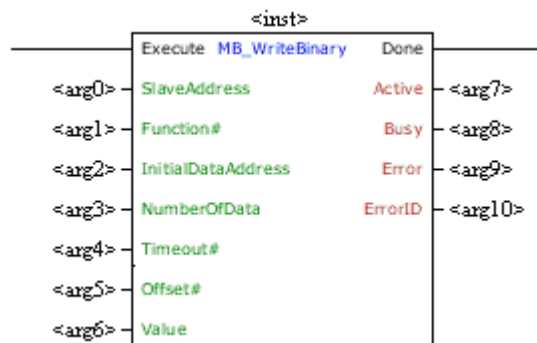 <inst>
Execute MB_WriteBinary Done
<arg0> SlaveAddress Active <arg7>
<arg1> Function# Busy <arg8>
<arg2> InitialDataAddress Error <arg9>
<arg3> NumberOfData ErrorID <arg10>
<arg4> Timeout#
<arg5> Offset#
<arg6> Value